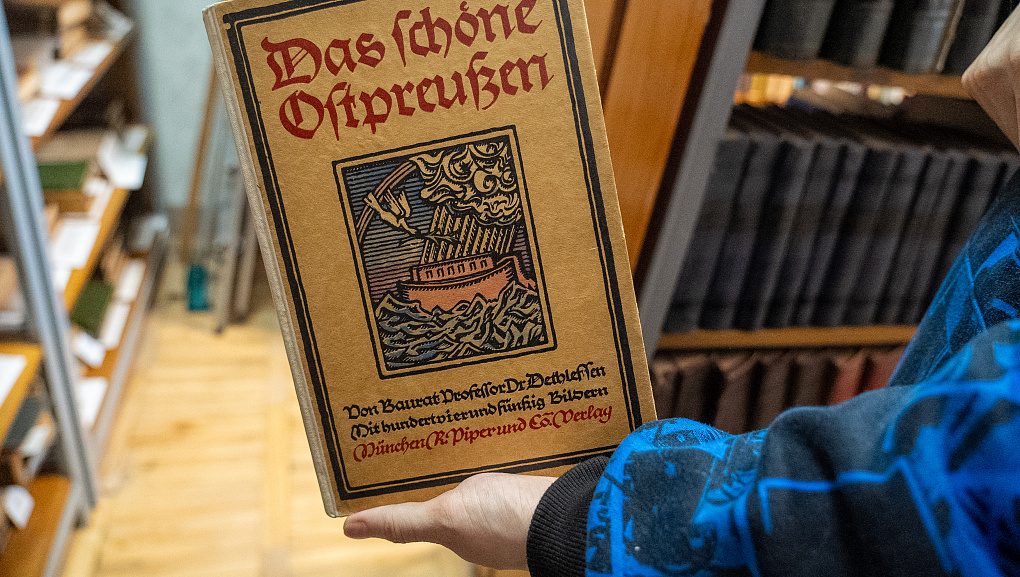 Das schöne
Ostpreußen
Von Baurat Professor Dr Dethlefsen
Mit hundertvierundfünfzig Bildern
München R. Piper und Co. Verlag